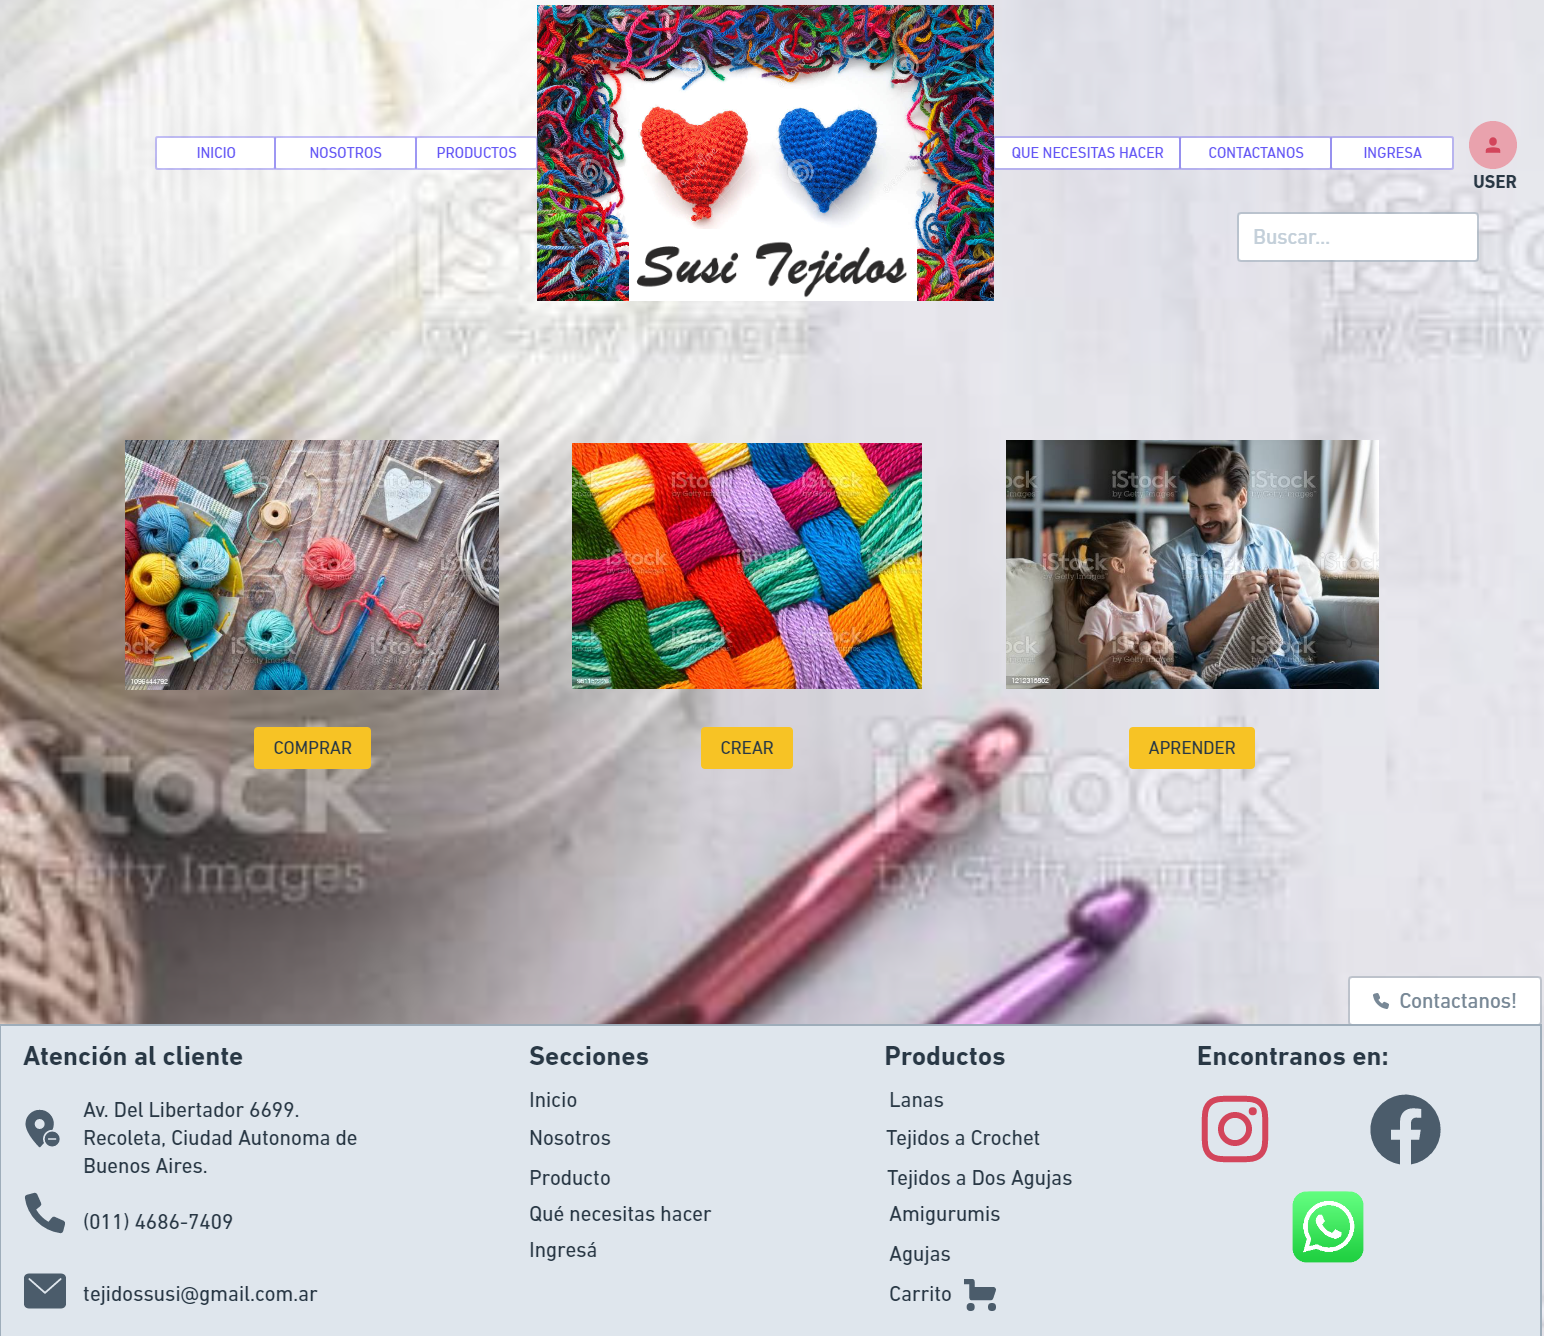 INICIO
NOSOTROS
PRODUCTOS
QUE NECESITAS HACER
CONTACTANOS
INGRESA
USER
Buscar...
Susi Tejidos
iStock
by Getty Images
COMPRAR
CREAR
APRENDER
Contactanos!
Atención al cliente
Av. Del Libertador 6699.
Recoleta, Ciudad Autonoma de
Buenos Aires.
(011) 4686-7409
tejidossusi@gmail.com.ar
Secciones
Inicio
Nosotros
Producto
Qué necesitas hacer
Ingresá
Productos
Lanas
Tejidos a Crochet
Tejidos a Dos Agujas
Amigurumis
Agujas
Carrito
Encontranos en: